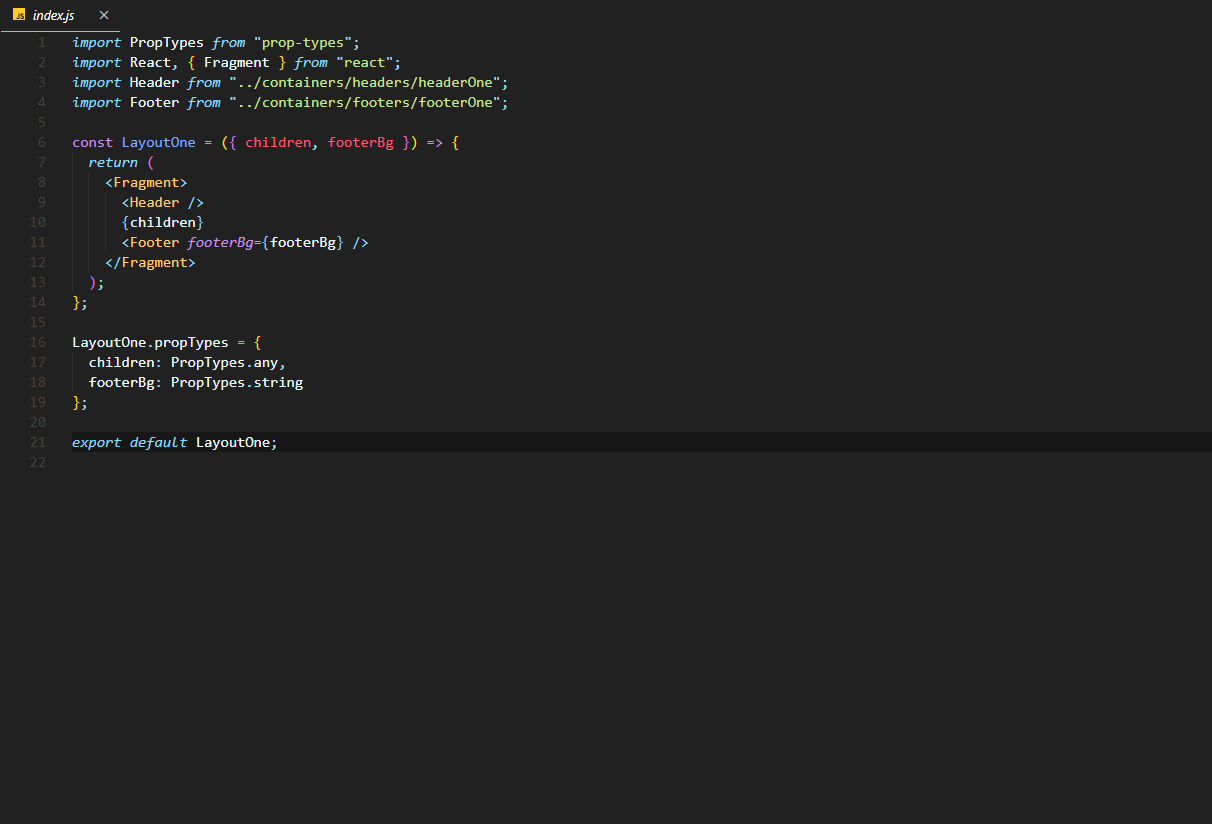 JS index.js ×
1 import PropTypes from "prop-types";
2 import React, { Fragment } from "react";
3 import Header from "../containers/headers/headerOne";
4 import Footer from "../containers/footers/footerOne";
5
6 const LayoutOne = ({ children, footerBg }) => {
7   return (
8     <Fragment>
9       <Header />
10       {children}
11       <Footer footerBg={footerBg} />
12     </Fragment>
13   );
14 };
15
16 LayoutOne.propTypes = {
17   children: PropTypes.any,
18   footerBg: PropTypes.string
19 };
20
21 export default LayoutOne;
22